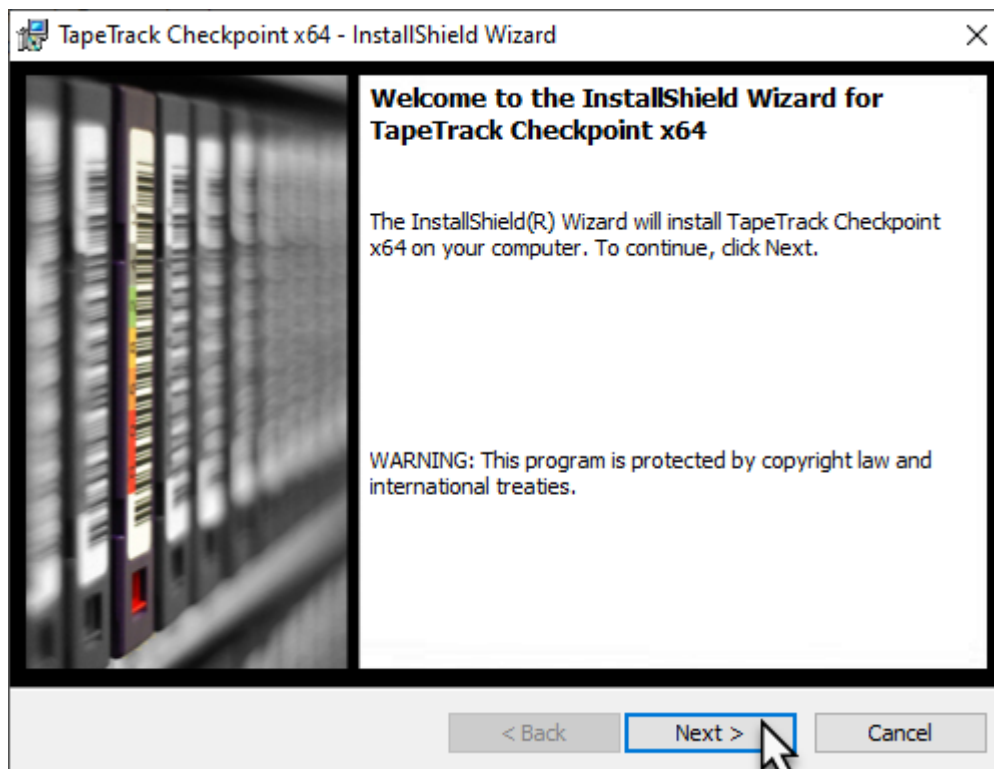 TapeTrack Checkpoint x64 - InstallShield Wizard
Welcome to the InstallShield Wizard for
TapeTrack Checkpoint x64
The InstallShield(R) Wizard will install TapeTrack Checkpoint
x64 on your computer. To continue, click Next.
WARNING: This program is protected by copyright law and
international treaties.
< Back
Next >
Cancel